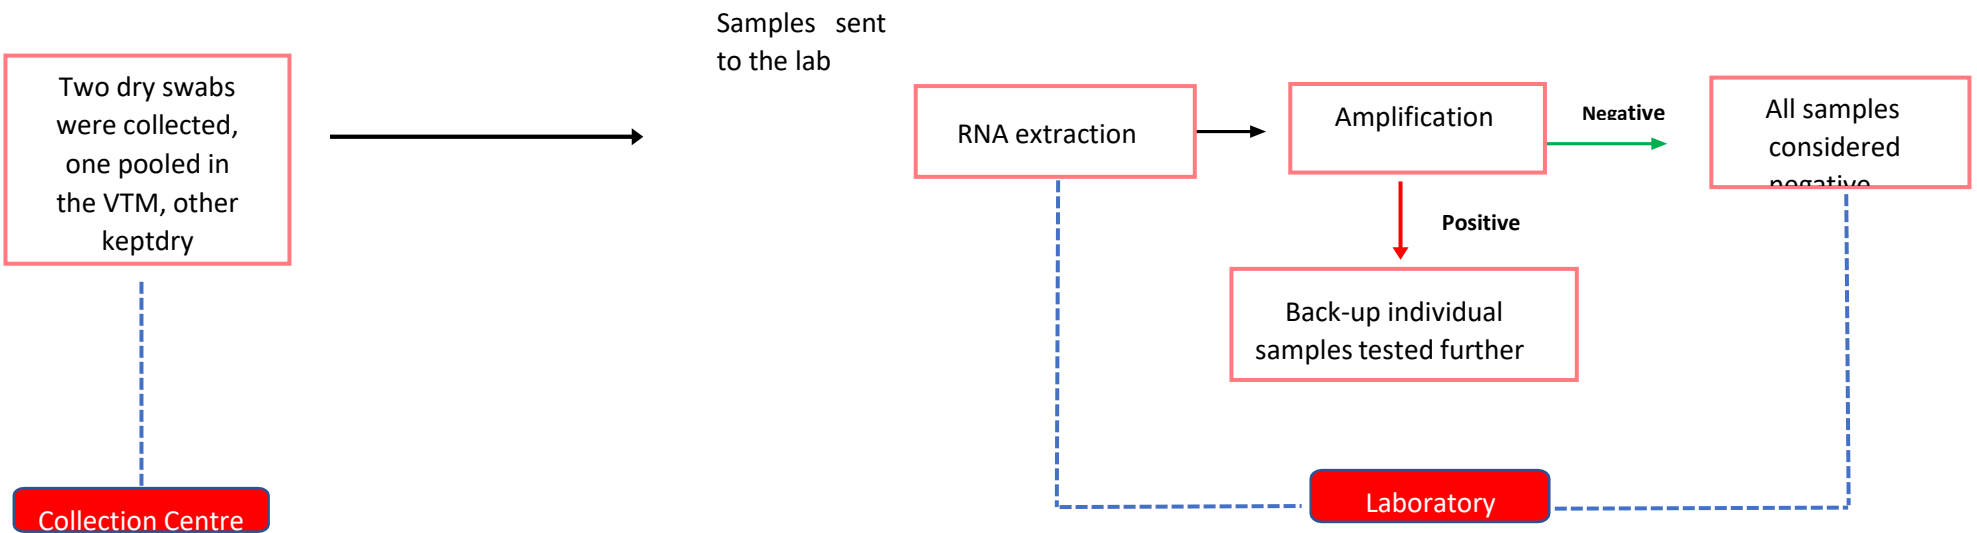 Samples sent
to the lab
Two dry swabs
were collected,
one pooled in
the VTM, other
keptdry
RNA extraction
Amplification
Negative
All samples
considered
negative
Positive
Back-up individual
samples tested further
Collection Centre
Laboratory